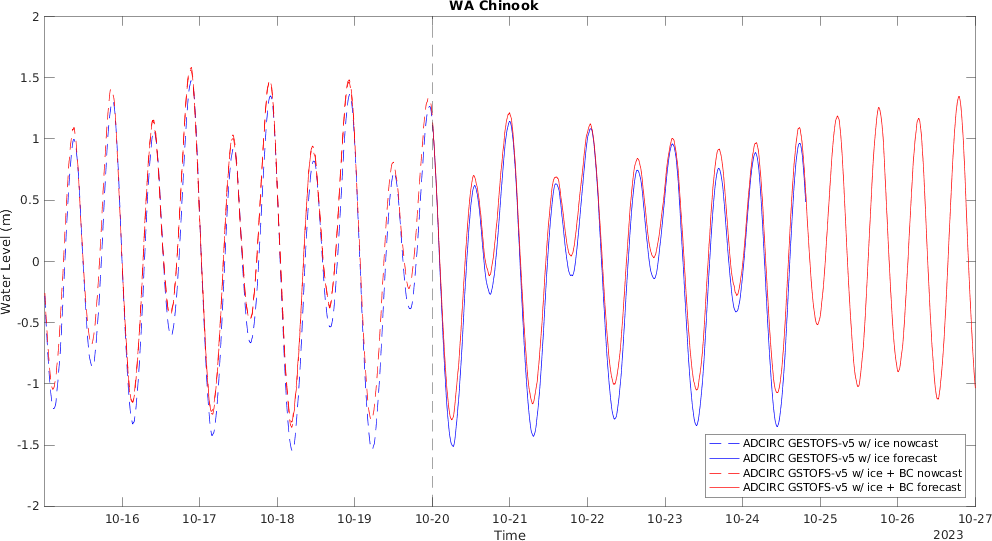 WA Chinook
2
1.5
1
0.5
0
-0.5
-1
-1.5
-2
Water Level (m)
ADCIRC GESTOFS-v5 w/ ice nowcast
ADCIRC GESTOFS-v5 w/ ice forecast
ADCIRC GSTOFS-v5 w/ ice + BC nowcast
ADCIRC GSTOFS-v5 w/ ice + BC forecast
10-16 10-17 10-18 10-19 10-20 10-21 10-22 10-23 10-24 10-25 10-26 10-27
Time
2023